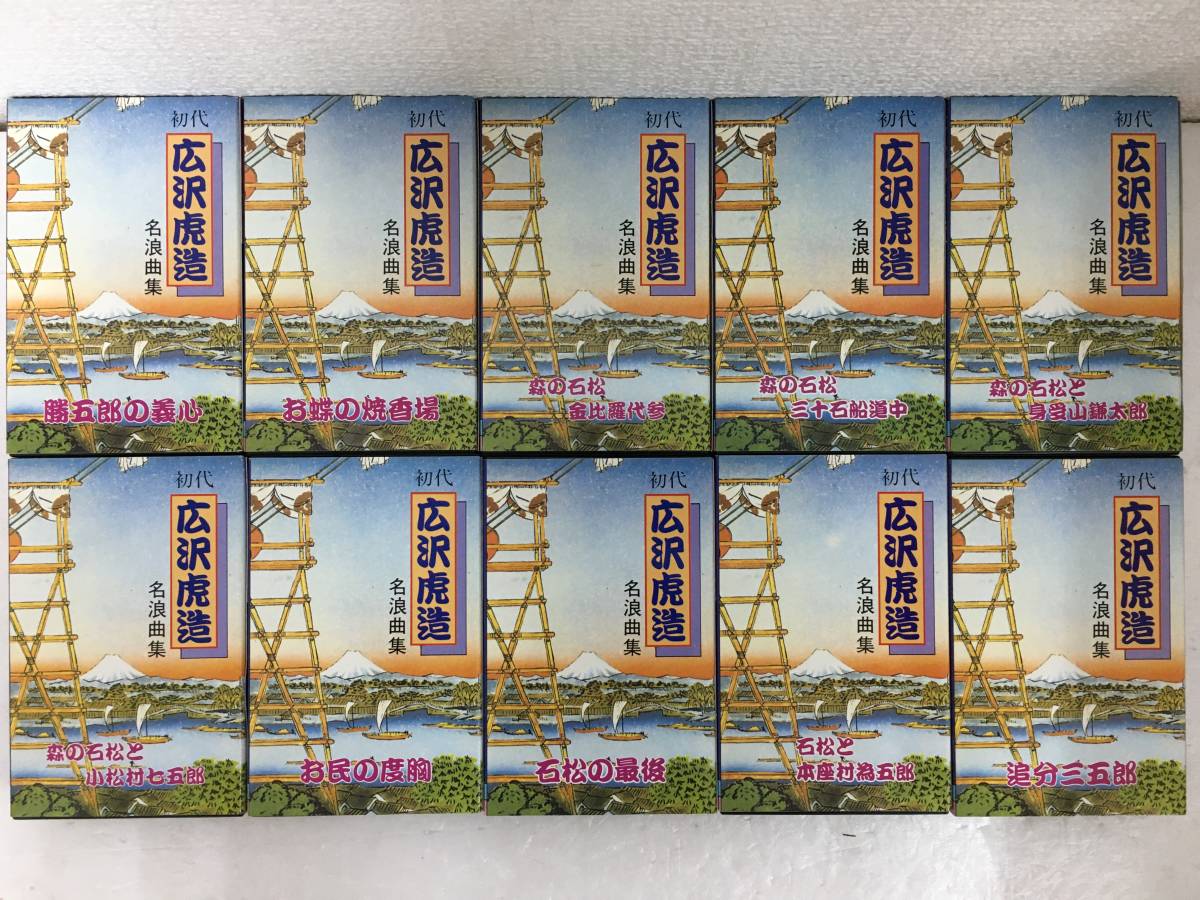 初代
広沢虎造
名浪曲集
勝五郎の義心
初代
広沢虎造
名浪曲集
お蝶の焼香場
初代
広沢虎造
名浪曲集
森の石松
金比羅代参
初代
広沢虎造
名浪曲集
森の石松
三十石船道中
初代
広沢虎造
名浪曲集
森の石松と
身受山鎌太郎
初代
広沢虎造
名浪曲集
森の石松と
小松村七五郎
初代
広沢虎造
名浪曲集
お民の度胸
初代
広沢虎造
名浪曲集
石松の最後
初代
広沢虎造
名浪曲集
石松と
本座村為五郎
初代
広沢虎造
名浪曲集
追分三五郎